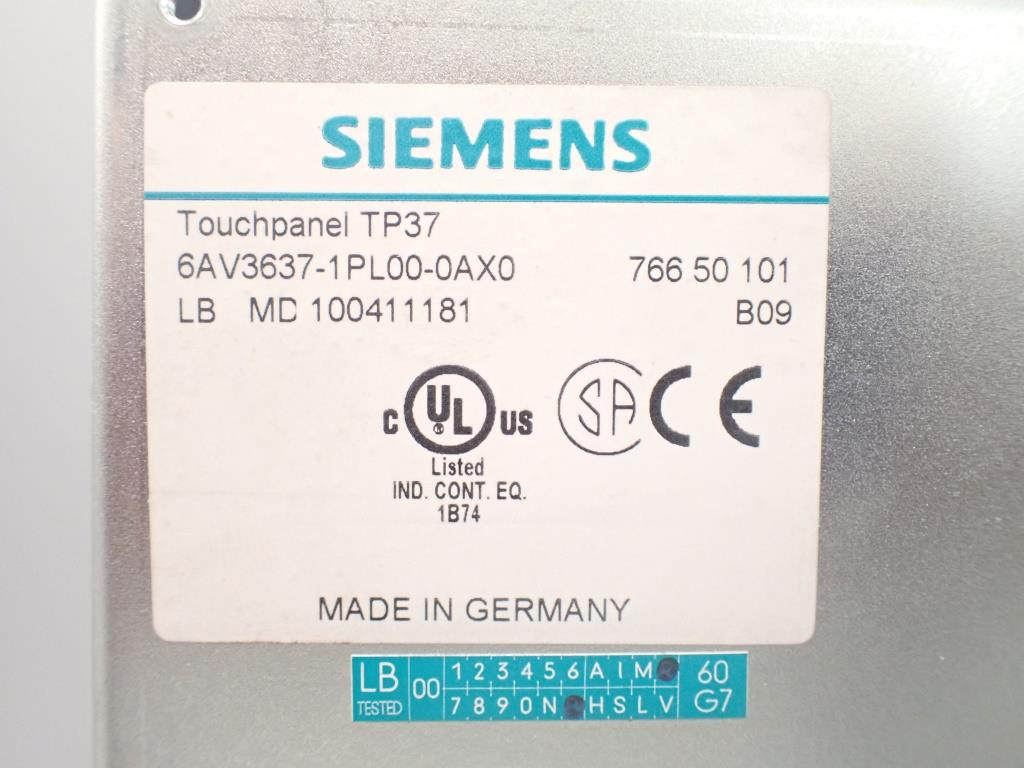 SIEMENS
Touchpanel TP37
6AV3637-1PL00-0AX0 766 50 101
LB MD 100411181 B09
C UL ® US SA CE
Listed
IND. CONT. EQ.
1B74
MADE IN GERMANY
LB TESTED 00 1 2 3 4 5 6 A I M 60
7 8 9 0 N H S L V G7